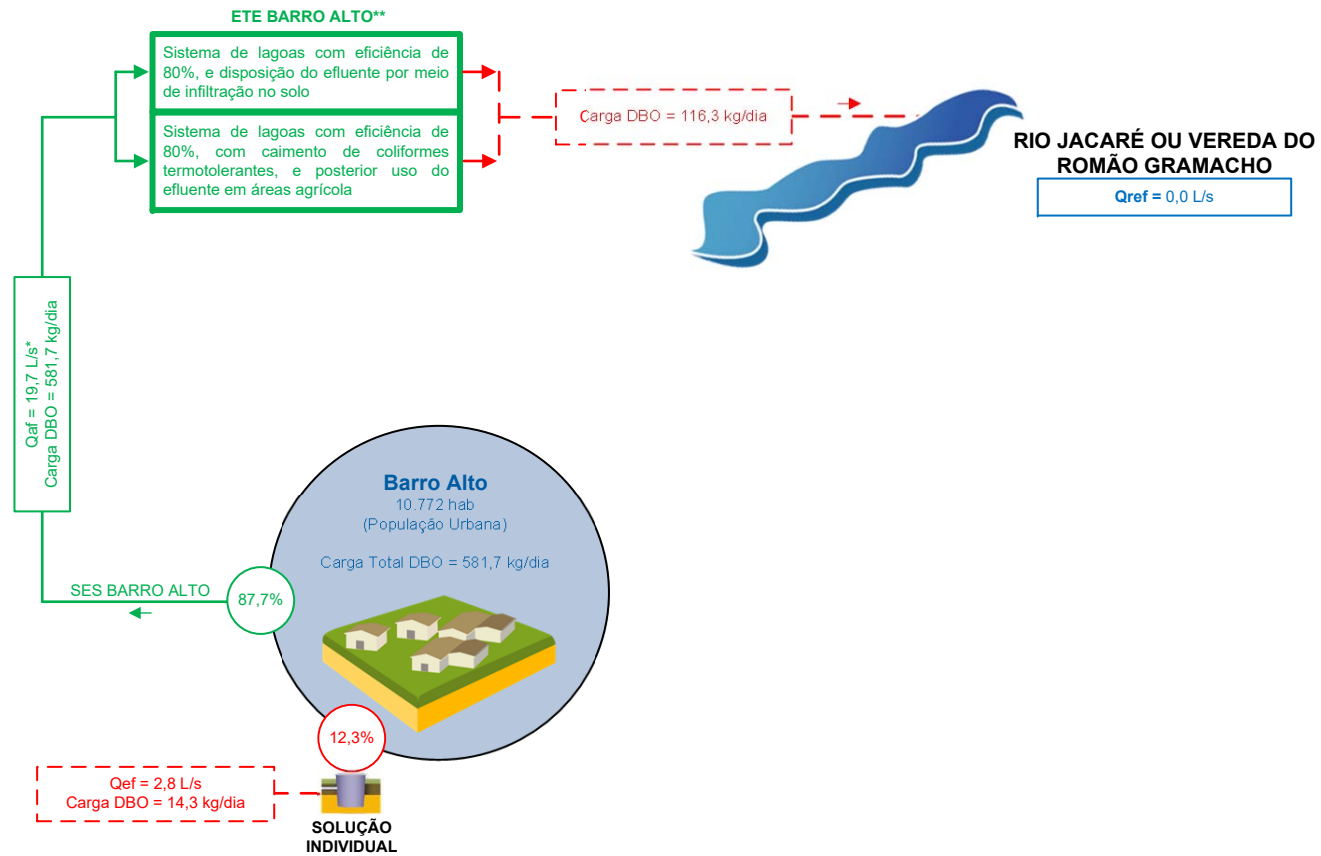 ETE BARRO ALTO**
Sistema de lagoas com eficiência de
80%, e disposição do efluente por meio
de infiltração no solo
Sistema de lagoas com eficiência de
80%, com caimento de coliformes
termotolerantes, e posterior uso do
efluente em áreas agrícola
Carga DBO = 116,3 kg/dia
RIO JACARÉ OU VEREDA DO
ROMÃO GRAMACHO
Qref = 0,0 L/s
Qaf = 19,7 L/s*
Carga DBO = 581,7 kg/dia
Barro Alto
10.772 hab
(População Urbana)
Carga Total DBO = 581,7 kg/dia
SES BARRO ALTO
87,7%
12,3%
Qef = 2,8 L/s
Carga DBO = 14,3 kg/dia
SOLUÇÃO
INDIVIDUAL